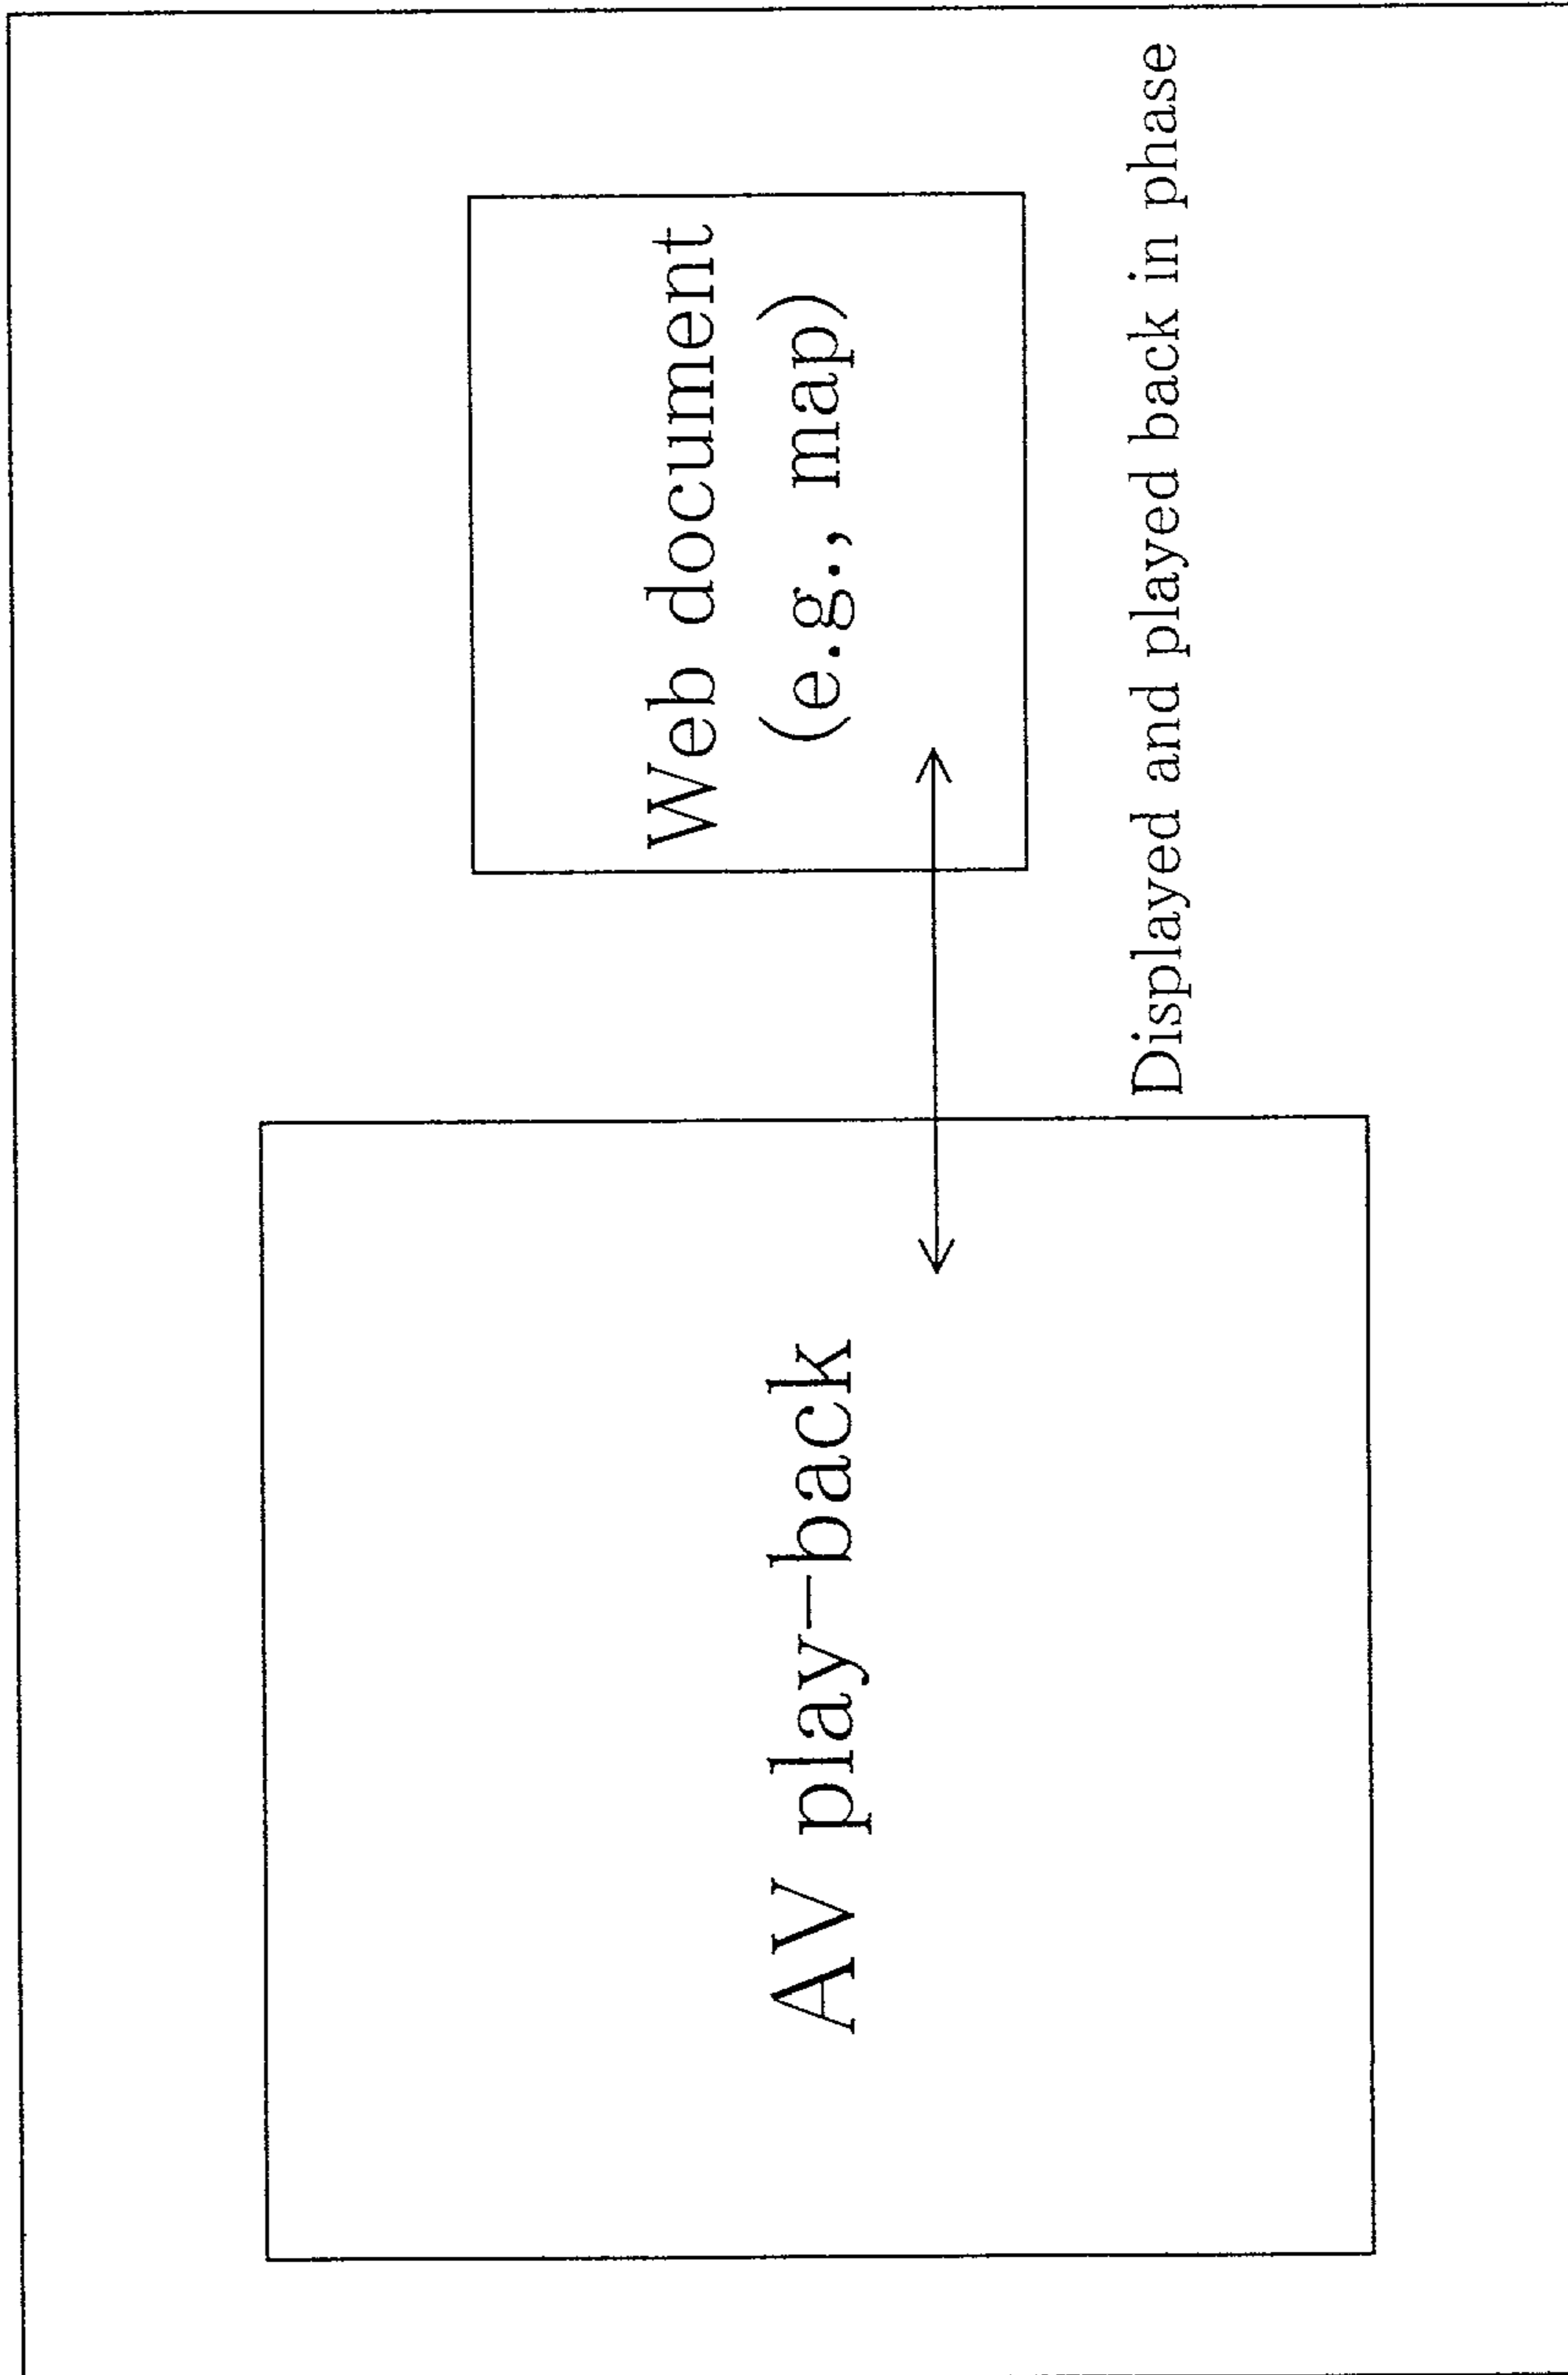 AV play-back
Web document
(e.g., map)
Displayed and played back in phase